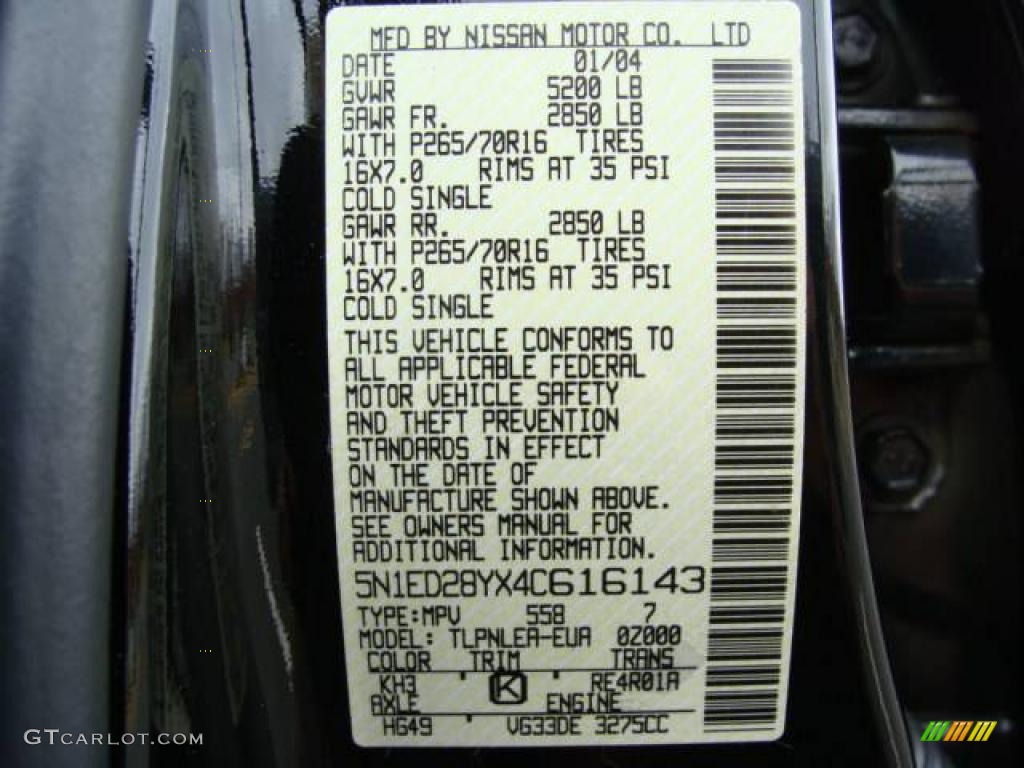 MFD BY NISSAN MOTOR CO. LTD
DATE 01/04
GVWR 5200 LB
GAWR FR. 2850 LB
WITH P265/70R16 TIRES
16X7.0 RIMS AT 35 PSI
COLD SINGLE
GAWR RR. 2850 LB
WITH P265/70R16 TIRES
16X7.0 RIMS AT 35 PSI
COLD SINGLE
THIS VEHICLE CONFORMS TO
ALL APPLICABLE FEDERAL
MOTOR VEHICLE SAFETY
AND THEFT PREVENTION
STANDARDS IN EFFECT
ON THE DATE OF
MANUFACTURE SHOWN ABOVE.
SEE OWNERS MANUAL FOR
ADDITIONAL INFORMATION.
5N1ED28YX4C616143
TYPE:MPV 558 7
MODEL: TLPNLEA-EUA 0Z000
COLOR TRIM TRANS
KH3 K RE4R01A
AXLE ENGINE
HG49 VG33DE 3275CC
GTCarLot.com